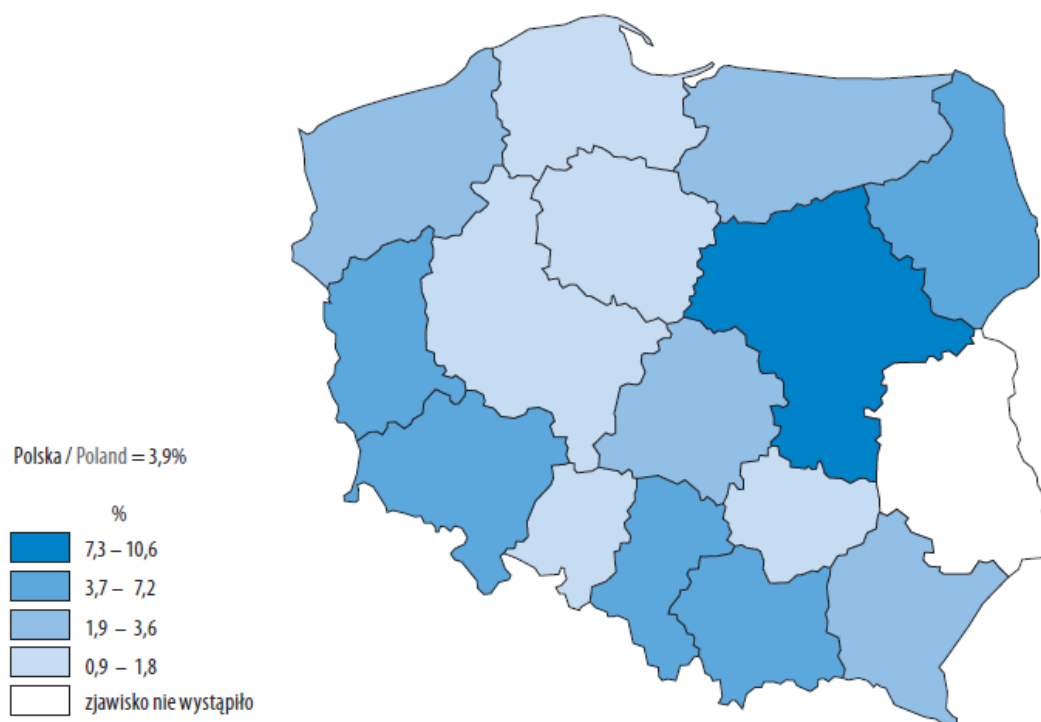 Polska / Poland = 3,9%
%
7,3 – 10,6
3,7 – 7,2
1,9 – 3,6
0,9 – 1,8
zjawisko nie wystąpiło